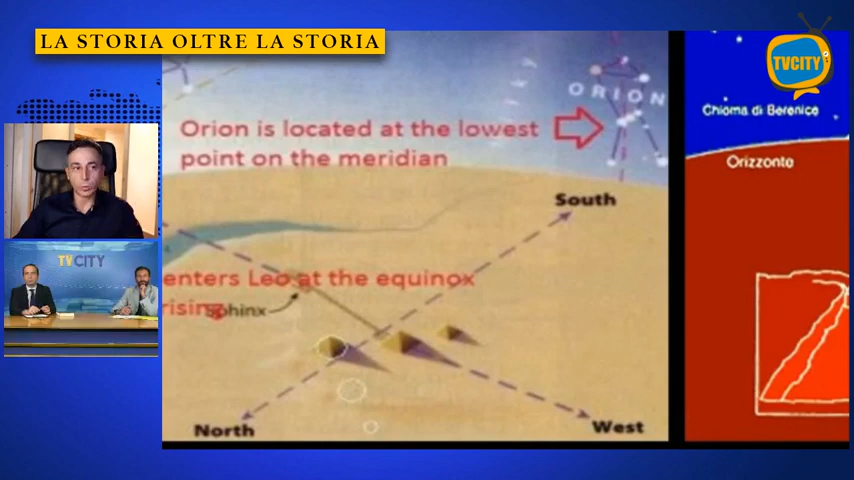 LA STORIA OLTRE LA STORIA
TVCITY
ORION
Orion is located at the lowest
point on the meridian
Chioma di Berenice
Orizzonte
South
TVCITY
enters Leo at the equinox
rising
Sphinx
North
West